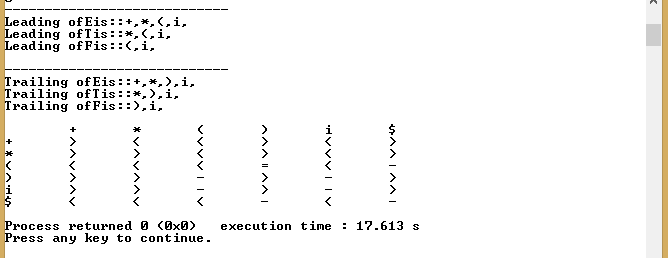 ----------------------------
Leading ofEis::+,*,(,i,
Leading ofTis::*,(,i,
Leading ofFis::(,i,
----------------------------
Trailing ofEis::+,*,),i,
Trailing ofTis::*,),i,
Trailing ofFis::),i,
+ * ( ) i $
+ > < < > < >
* > > < > < >
( < < < = < -
) > > - > - >
i > > - > - >
$ < < < - < -
Process returned 0 (0x0) execution time : 17.613 s
Press any key to continue.